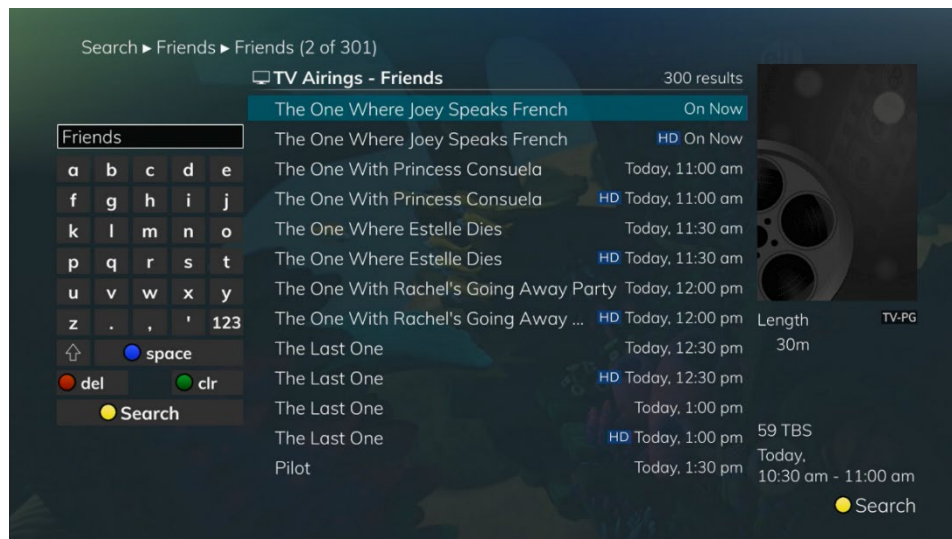 Search ▸ Friends ▸ Friends (2 of 301)
TV Airings - Friends 300 results
The One Where Joey Speaks French On Now
The One Where Joey Speaks French HD On Now
The One With Princess Consuela Today, 11:00 am
The One With Princess Consuela HD Today, 11:00 am
The One Where Estelle Dies Today, 11:30 am
The One Where Estelle Dies HD Today, 11:30 am
The One With Rachel's Going Away Party Today, 12:00 pm
The One With Rachel's Going Away ... HD Today, 12:00 pm
The Last One Today, 12:30 pm
The Last One HD Today, 12:30 pm
The Last One Today, 1:00 pm
The Last One HD Today, 1:00 pm
Pilot Today, 1:30 pm
Friends
a b c d e
f g h i j
k l m n o
p q r s t
u v w x y
z . , ' 123
space
del clr
Search
Length TV-PG
30m
59 TBS
Today,
10:30 am - 11:00 am
Search